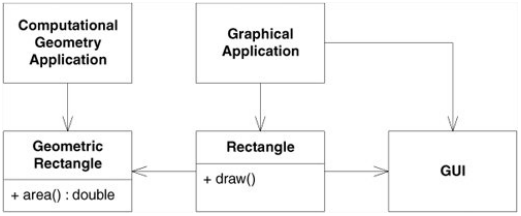 Computational
Geometry
Application
Graphical
Application
Geometric
Rectangle
+ area() : double
Rectangle
+ draw()
GUI